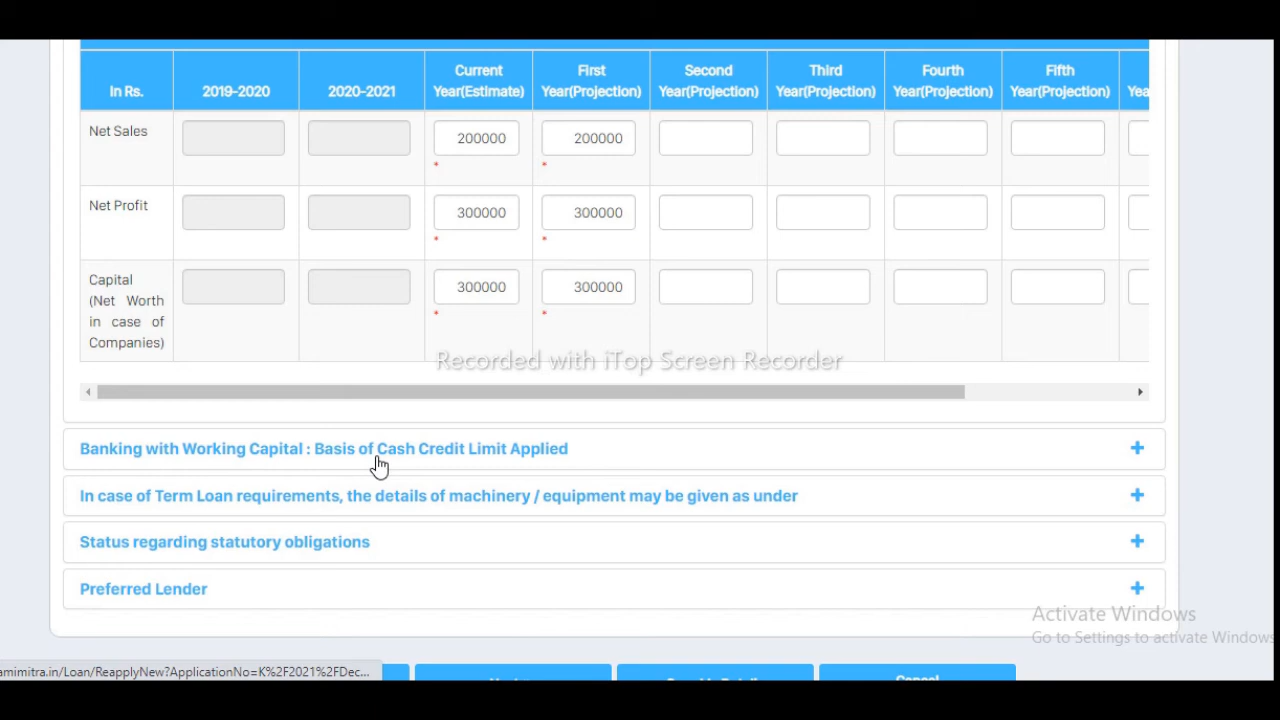 Current First Second Third Fourth Fifth
In Rs. 2019-2020 2020-2021 Year(Estimate) Year(Projection) Year(Projection) Year(Projection) Year(Projection) Year(Projection)
Net Sales 200000 200000
* *
Net Profit 300000 300000
* *
Capital
(Net Worth 300000 300000
in case of * *
Companies)
Recorded with iTop Screen Recorder
Banking with Working Capital : Basis of Cash Credit Limit Applied
In case of Term Loan requirements, the details of machinery / equipment may be given as under
Status regarding statutory obligations
Preferred Lender
Activate Windows
Go to Settings to activate Windows
amimitra.in/Loan/ReapplyNew?ApplicationNo=K%2F2021%2FDec...
Cancel